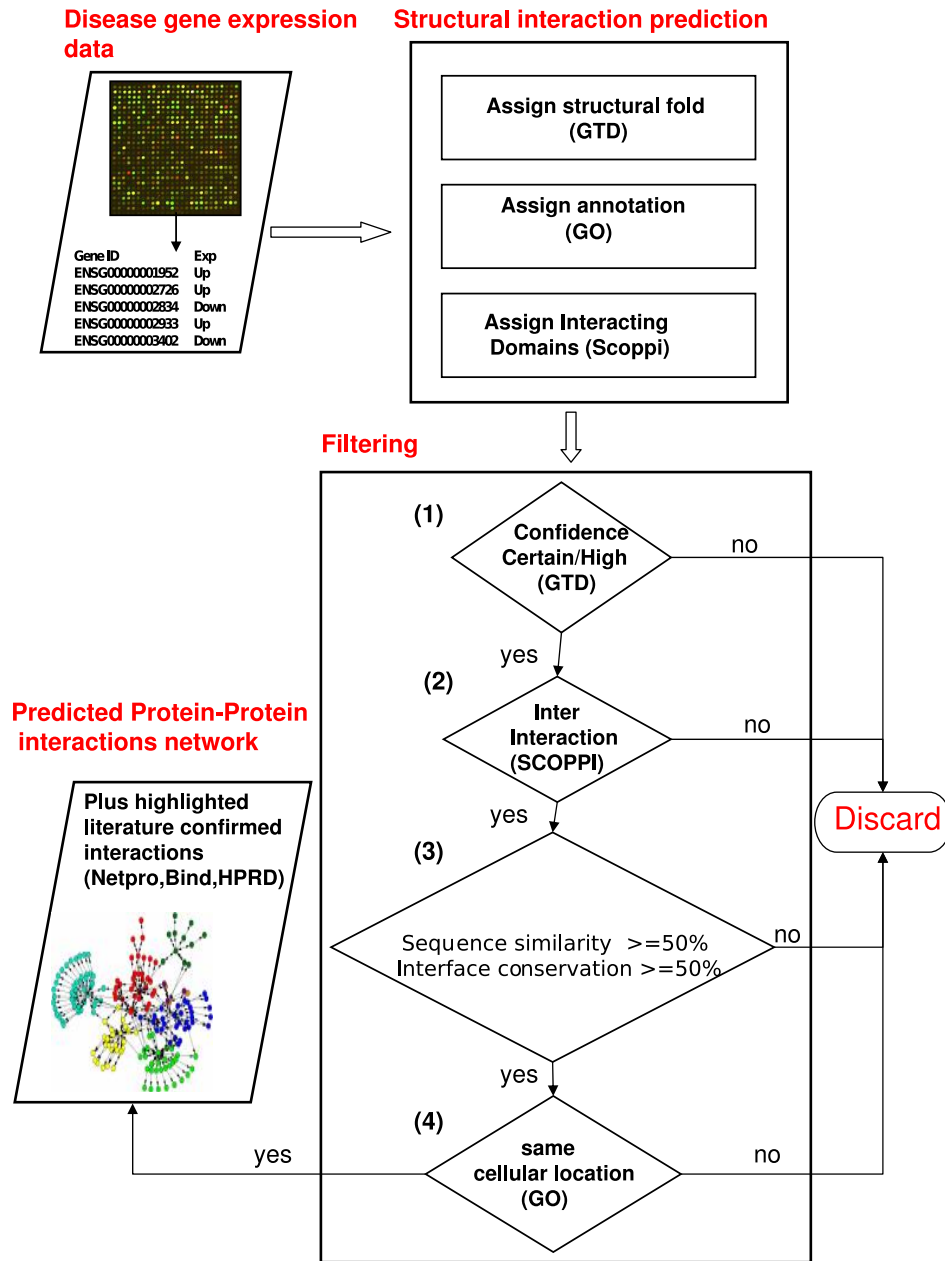 Disease gene expression
data
Gene ID Exp
ENSG00000001952 Up
ENSG00000002726 Up
ENSG00000002834 Down
ENSG00000002933 Up
ENSG00000003402 Down
Structural interaction prediction
Assign structural fold
(GTD)
Assign annotation
(GO)
Assign Interacting
Domains (Scoppi)
Filtering
(1)
Confidence
Certain/High
(GTD)
no
yes
(2)
Inter
Interaction
(SCOPPI)
no
yes
Discard
(3)
Sequence similarity >=50%
Interface conservation >=50%
no
yes
(4)
same
cellular location
(GO)
no
yes
Predicted Protein-Protein
interactions network
Plus highlighted
literature confirmed
interactions
(Netpro,Bind,HPRD)